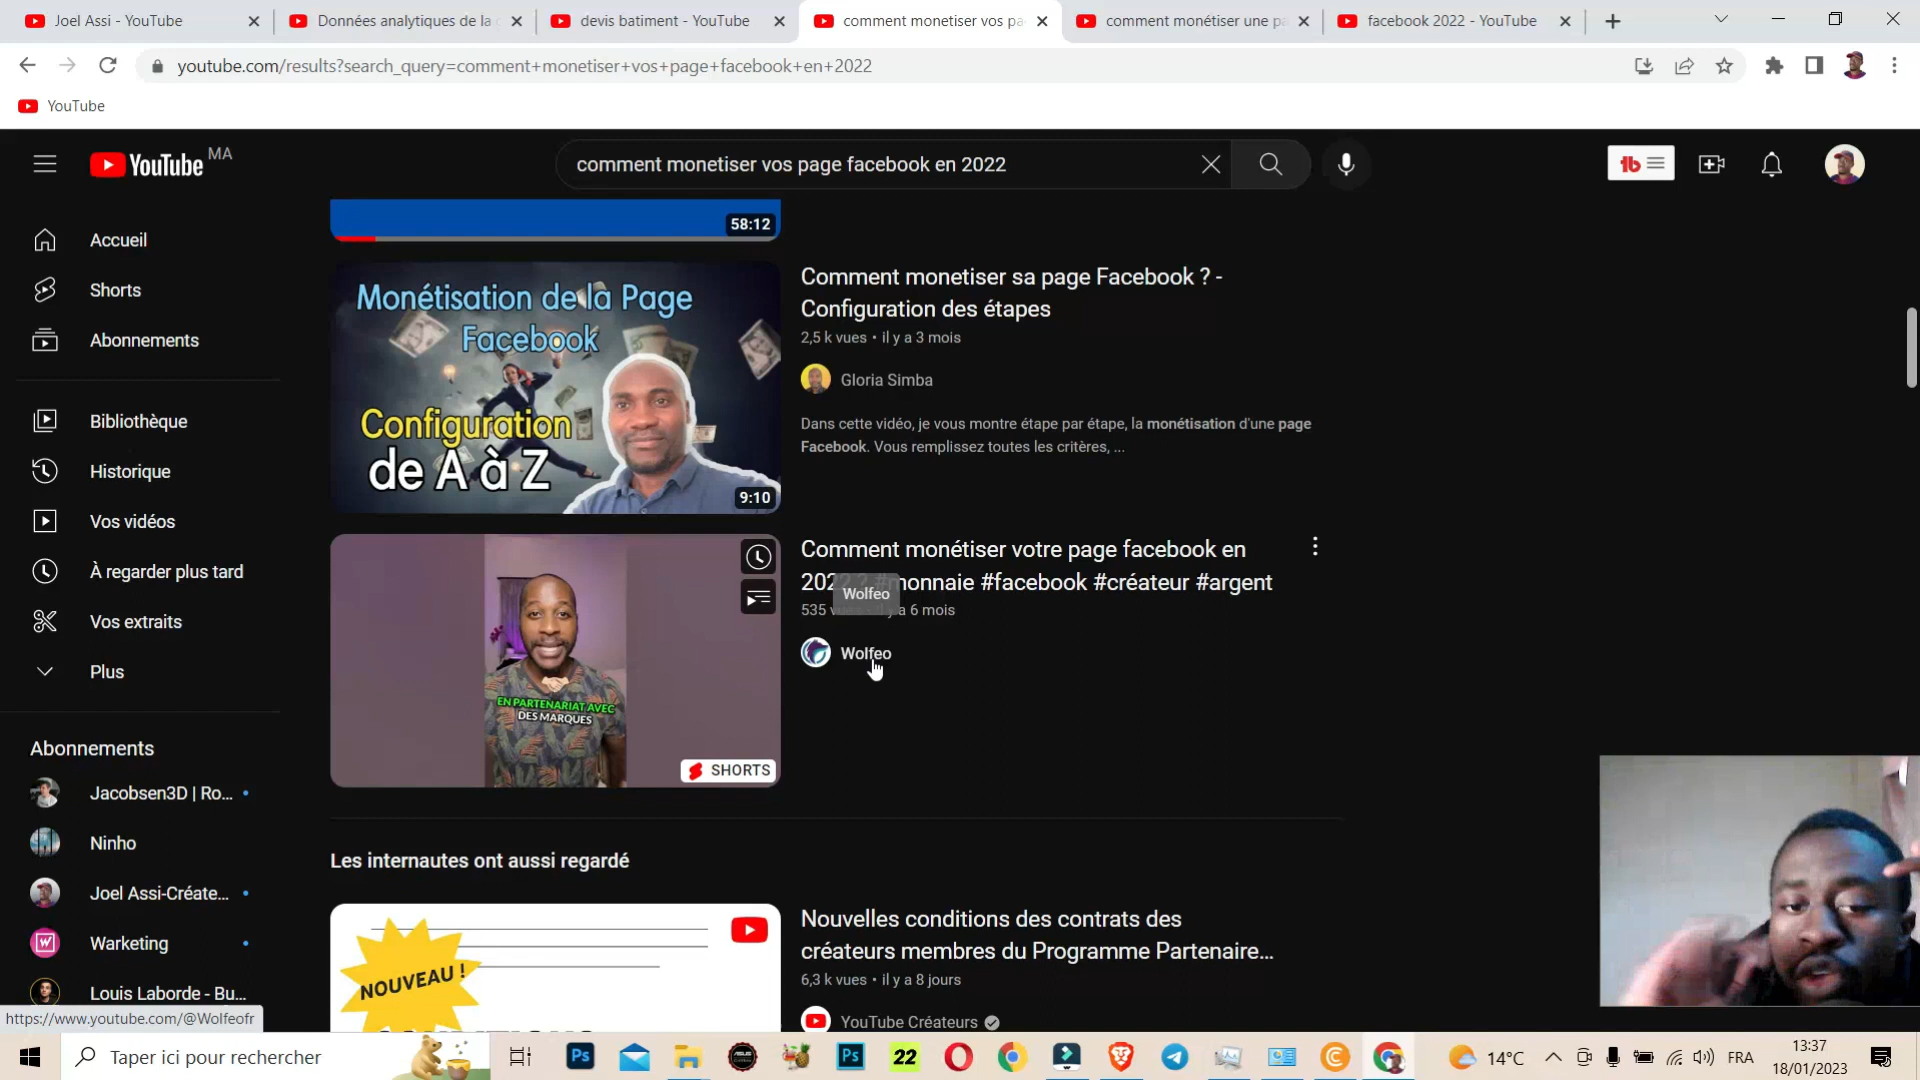 Joel Assi - YouTube
Données analytiques de la c
devis batiment - YouTube
comment monetiser vos pa
comment monétiser une pa
facebook 2022 - YouTube
youtube.com/results?search_query=comment+monetiser+vos+page+facebook+en+2022
YouTube
YouTube MA
comment monetiser vos page facebook en 2022
Accueil
Shorts
Abonnements
Bibliothèque
Historique
Vos vidéos
À regarder plus tard
Vos extraits
Plus
Abonnements
Jacobsen3D | Ro...
Ninho
Joel Assi-Créate...
Warketing
Louis Laborde - Bu...
https://www.youtube.com/@Wolfeofr
58:12
Monétisation de la Page
Facebook
Configuration
de A à Z
9:10
Comment monetiser sa page Facebook ? -
Configuration des étapes
2,5 k vues • il y a 3 mois
Gloria Simba
Dans cette vidéo, je vous montre étape par étape, la monétisation d'une page
Facebook. Vous remplissez toutes les critères, ...
EN PARTENARIAT AVEC
DES MARQUES
SHORTS
Comment monétiser votre page facebook en
2022 ? #monnaie #facebook #créateur #argent
Wolfeo
535 vues • il y a 6 mois
Wolfeo
Les internautes ont aussi regardé
NOUVEAU !
Nouvelles conditions des contrats des
créateurs membres du Programme Partenaire...
6,3 k vues • il y a 8 jours
YouTube Créateurs
Taper ici pour rechercher
Ps
Ps
22
14°C
FRA
13:37
18/01/2023